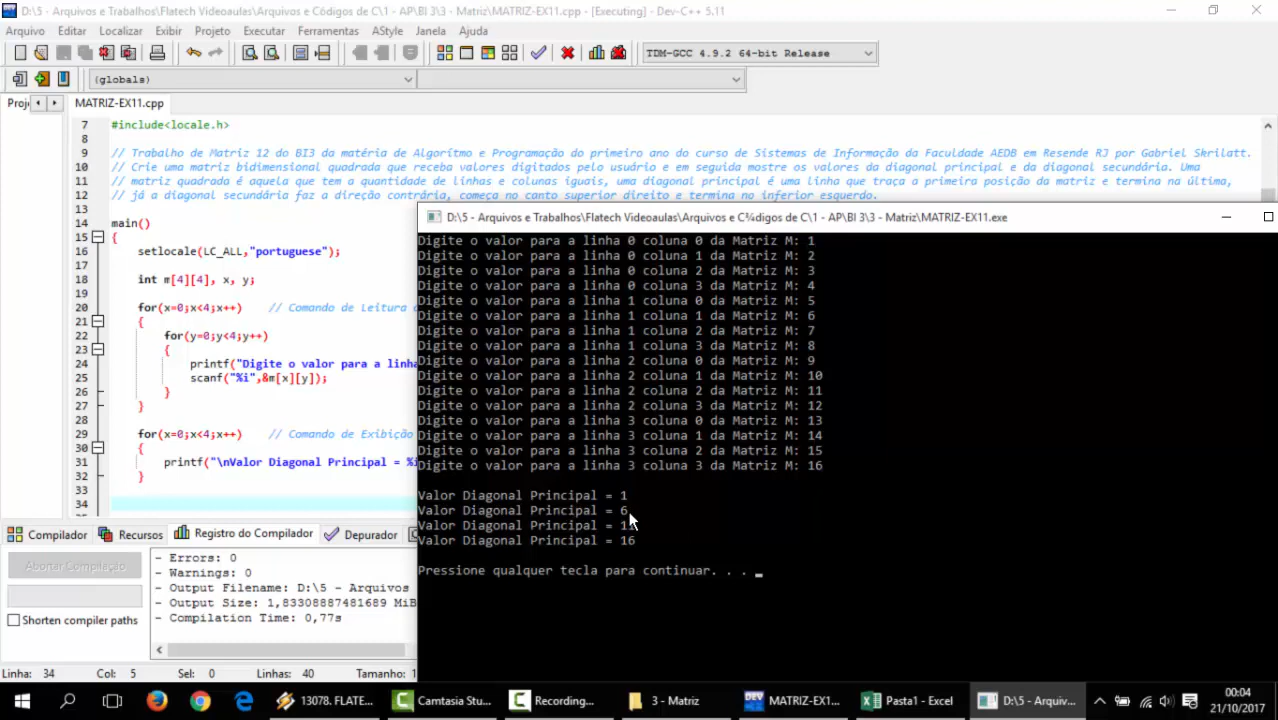 D:\5 - Arquivos e Trabalhos\Flatech Videoaulas\Arquivos e Códigos de C\1 - AP\BI 3\3 - Matriz\MATRIZ-EX11.cpp - [Executing] - Dev-C++ 5.11
Arquivo Editar Localizar Exibir Projeto Executar Ferramentas AStyle Janela Ajuda
TDM-GCC 4.9.2 64-bit Release
(globals)
Proj MATRIZ-EX11.cpp
7 #include<locale.h>
8
9 // Trabalho de Matriz 12 do BI3 da matéria de Algorítmo e Programação do primeiro ano do curso de Sistemas de Informação da Faculdade AEDB em Resende RJ por Gabriel Skrilatt.
10 // Crie uma matriz bidimensional quadrada que receba valores digitados pelo usuário e em seguida mostre os valores da diagonal principal e da diagonal secundária. Uma
11 // matriz quadrada é aquela que tem a quantidade de linhas e colunas iguais, uma diagonal principal é uma linha que traça a primeira posição da matriz e termina na última,
12 // já a diagonal secundária faz a direção contrária, começa no canto superior direito e termina no inferior esquerdo.
13
14 main()
15 {
16 setlocale(LC_ALL,"portuguese");
17
18 int m[4][4], x, y;
19
20 for(x=0;x<4;x++) // Comando de Leitura
21 {
22 for(y=0;y<4;y++)
23 {
24 printf("Digite o valor para a linha
25 scanf("%i",&m[x][y]);
26 }
27 }
28
29 for(x=0;x<4;x++) // Comando de Exibição
30 {
31 printf("\nValor Diagonal Principal = %i
32 }
33
34
D:\5 - Arquivos e Trabalhos\Flatech Videoaulas\Arquivos e C¾digos de C\1 - AP\BI 3\3 - Matriz\MATRIZ-EX11.exe
Digite o valor para a linha 0 coluna 0 da Matriz M: 1
Digite o valor para a linha 0 coluna 1 da Matriz M: 2
Digite o valor para a linha 0 coluna 2 da Matriz M: 3
Digite o valor para a linha 0 coluna 3 da Matriz M: 4
Digite o valor para a linha 1 coluna 0 da Matriz M: 5
Digite o valor para a linha 1 coluna 1 da Matriz M: 6
Digite o valor para a linha 1 coluna 2 da Matriz M: 7
Digite o valor para a linha 1 coluna 3 da Matriz M: 8
Digite o valor para a linha 2 coluna 0 da Matriz M: 9
Digite o valor para a linha 2 coluna 1 da Matriz M: 10
Digite o valor para a linha 2 coluna 2 da Matriz M: 11
Digite o valor para a linha 2 coluna 3 da Matriz M: 12
Digite o valor para a linha 3 coluna 0 da Matriz M: 13
Digite o valor para a linha 3 coluna 1 da Matriz M: 14
Digite o valor para a linha 3 coluna 2 da Matriz M: 15
Digite o valor para a linha 3 coluna 3 da Matriz M: 16
Valor Diagonal Principal = 1
Valor Diagonal Principal = 6
Valor Diagonal Principal = 11
Valor Diagonal Principal = 16
Pressione qualquer tecla para continuar. . . _
Compilador Recursos Registro do Compilador Depurador
Abortar Compilação
Shorten compiler paths
- Errors: 0
- Warnings: 0
- Output Filename: D:\5 - Arquivos
- Output Size: 1,83308887481689 MiB
- Compilation Time: 0,77s
Linha: 34 Col: 5 Sel: 0 Linhas: 40 Tamanho: 1
13078. FLATE... Camtasia Stu... Recording... 3 - Matriz MATRIZ-EX1... Pasta1 - Excel D:\5 - Arquiv...
00:04
21/10/2017